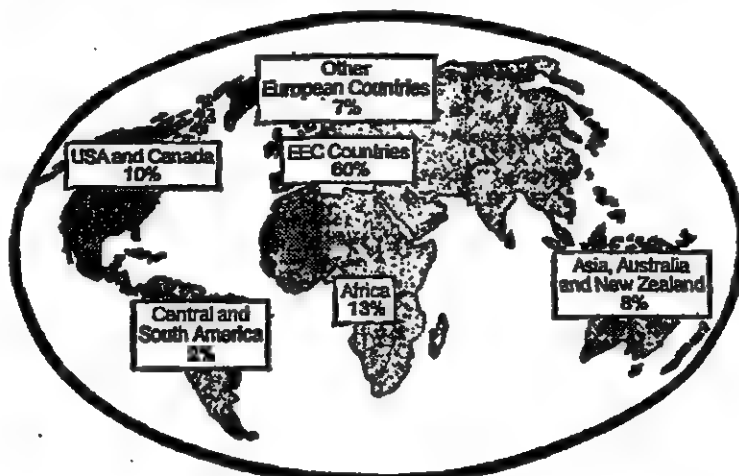 Other
European Countries
7%
USA and Canada
10%
EEC Countries
60%
Africa
13%
Asia, Australia
and New Zealand
8%
Central and
South America